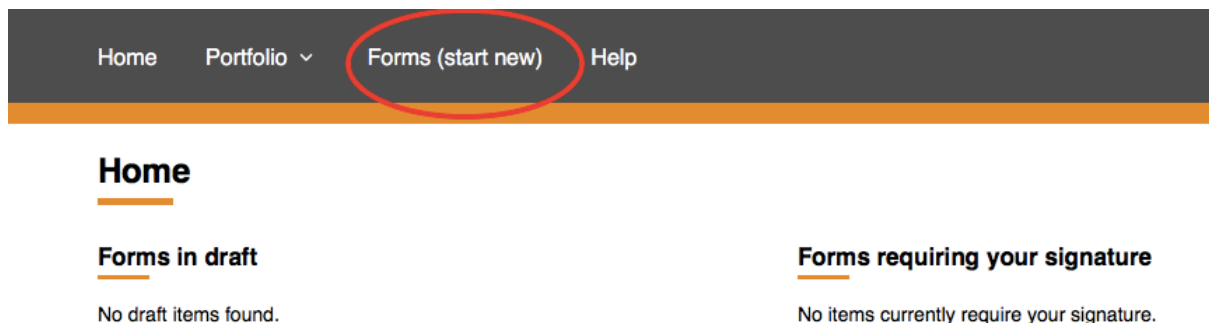 Home Portfolio Forms (start new) Help
Home
Forms in draft
Forms requiring your signature
No draft items found.
No items currently require your signature.